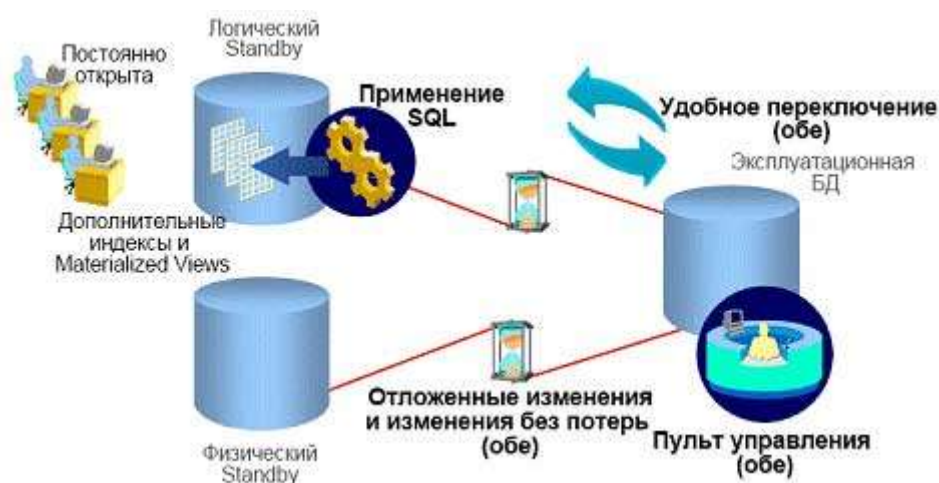 Логический
Standby
Постоянно
открыта
Применение
SQL
Удобное переключение
(обе)
Эксплуатационная
БД
Дополнительные
индексы и
Materialized Views
Отложенные изменения
и изменения без потерь
(обе)
Физический
Standby
Пульт управления
(обе)